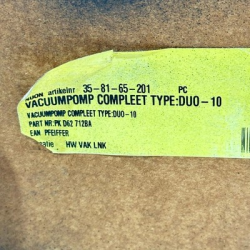 artikelnr 35-81-65-201 PC
VACUUMPOMP COMPLEET TYPE:DUO-10
VACUUMPOMP COMPLEET TYPE:DUO-10
PART NR:PK D62 712BA
EAN PFEIFFER
HW VAK LNK